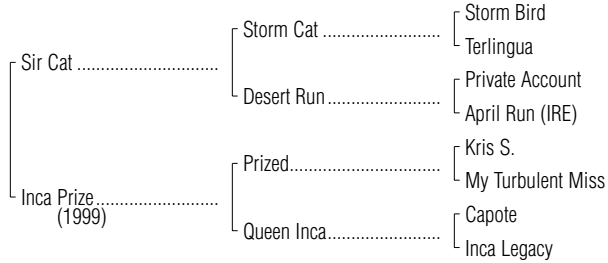 Storm Bird
Storm Cat ..............................
Terlingua
Sir Cat ....................................
Private Account
Desert Run .............................
April Run (IRE)
Kris S.
Prized.......................................
My Turbulent Miss
Inca Prize ...............................
(1999)
Capote
Queen Inca.............................
Inca Legacy